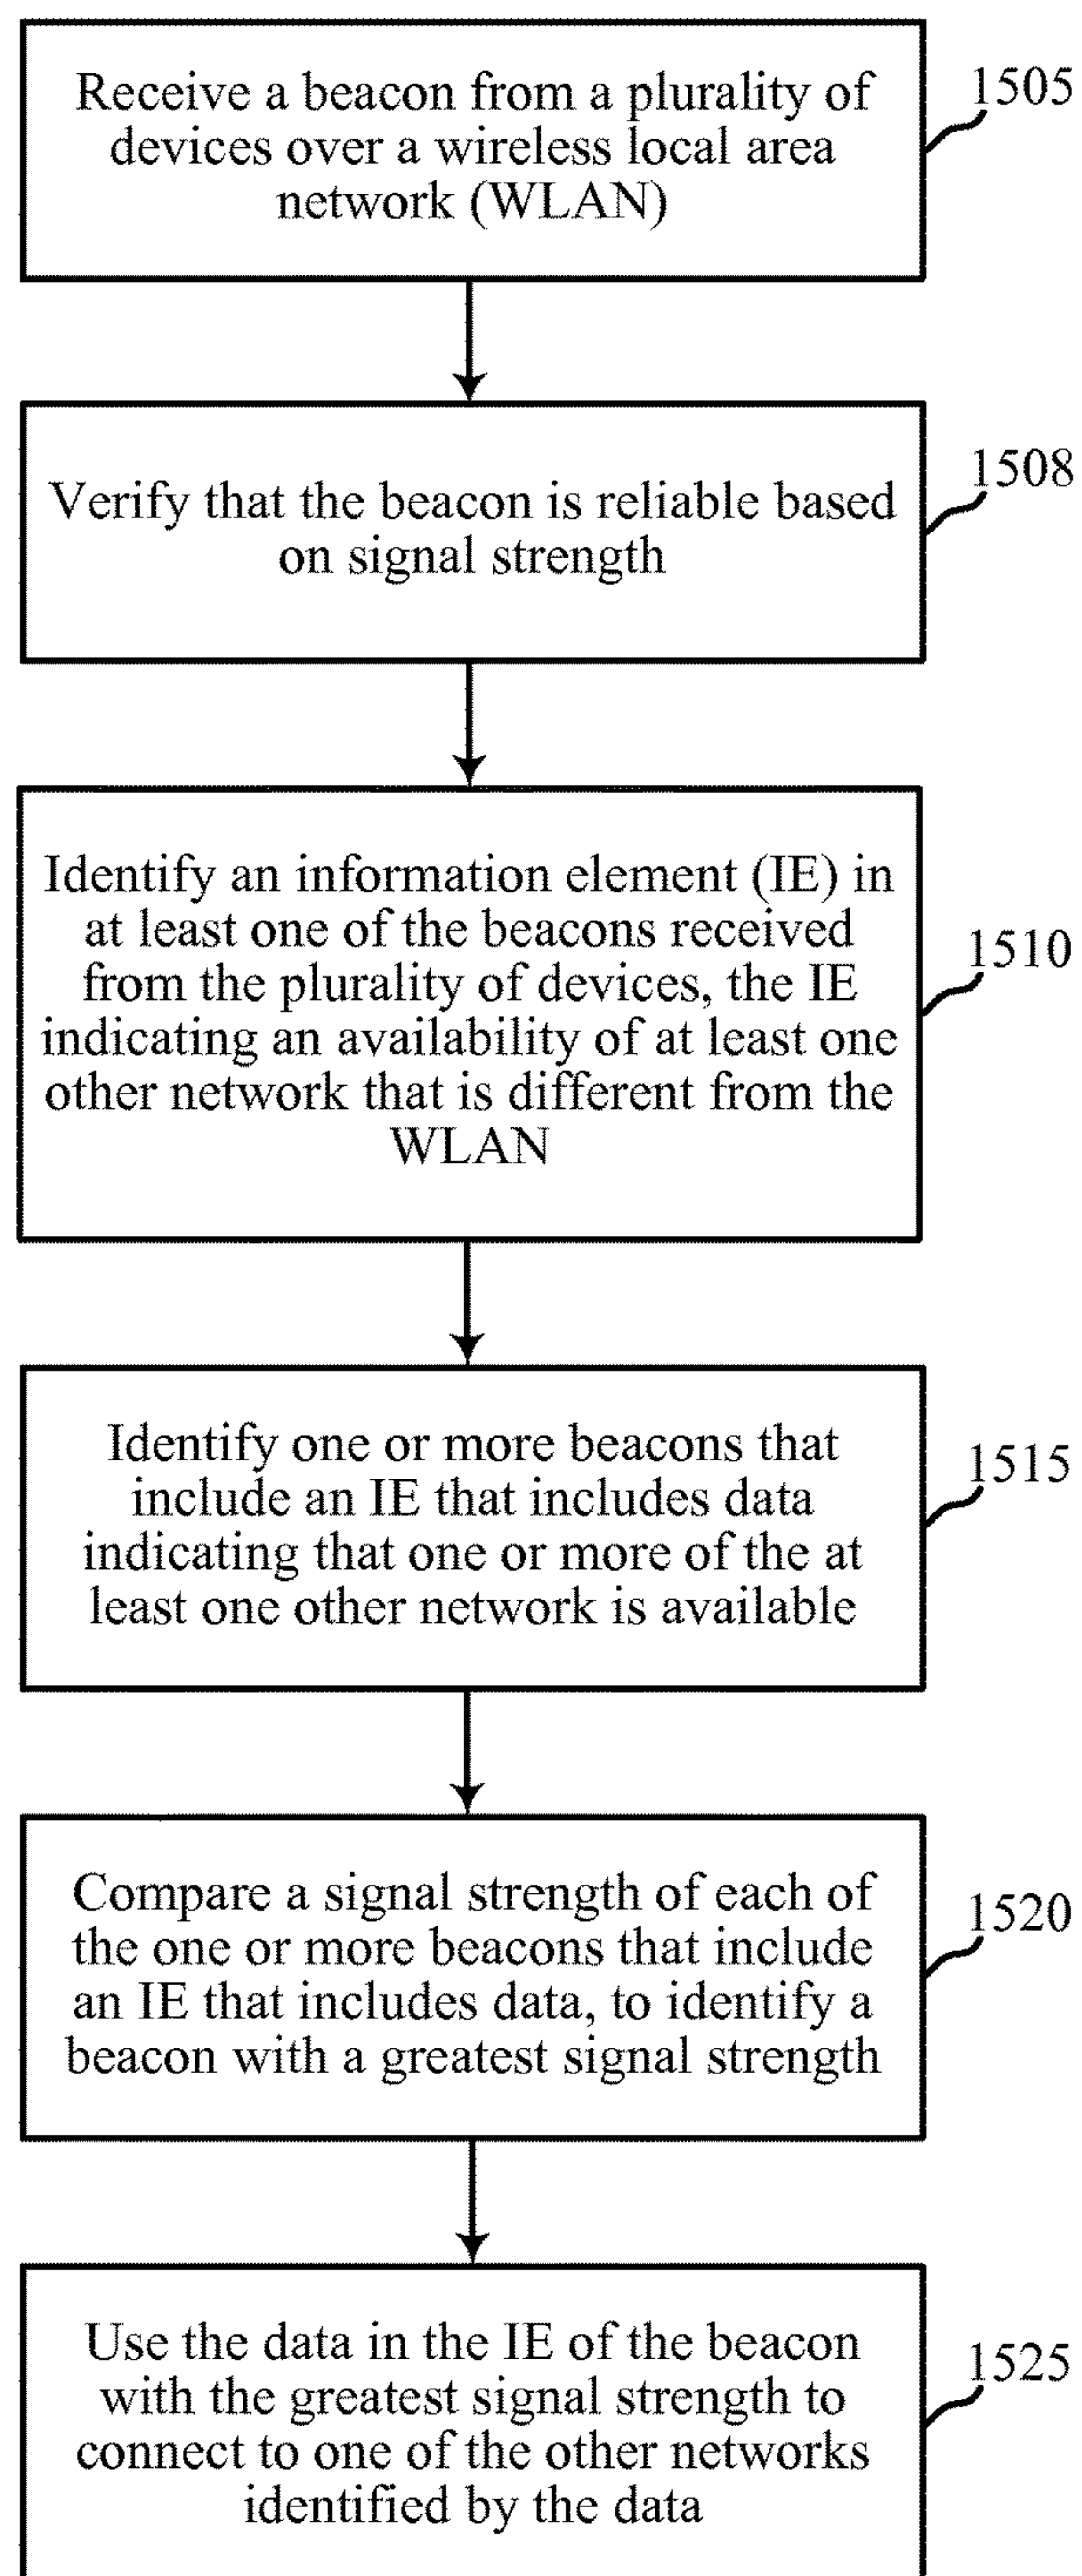 Receive a beacon from a plurality of
devices over a wireless local area
network (WLAN)
1505
Verify that the beacon is reliable based
on signal strength
1508
Identify an information element (IE) in
at least one of the beacons received
from the plurality of devices, the IE
indicating an availability of at least one
other network that is different from the
WLAN
1510
Identify one or more beacons that
include an IE that includes data
indicating that one or more of the at
least one other network is available
1515
Compare a signal strength of each of
the one or more beacons that include
an IE that includes data, to identify a
beacon with a greatest signal strength
1520
Use the data in the IE of the beacon
with the greatest signal strength to
connect to one of the other networks
identified by the data
1525